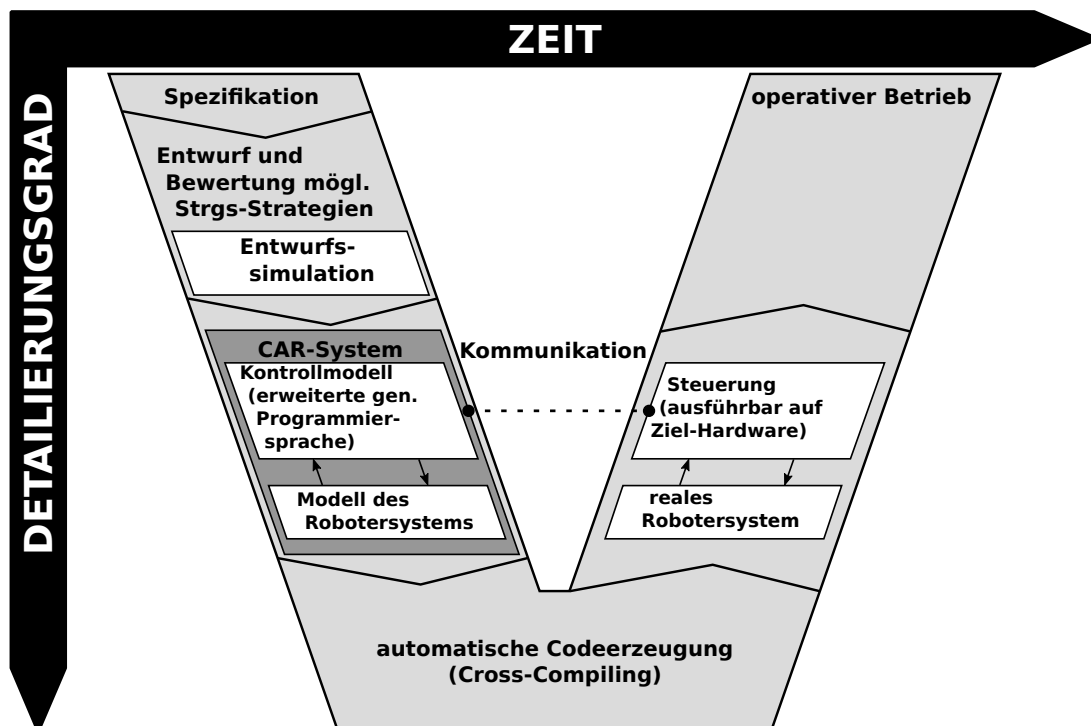 ZEIT
DETAILIERUNGSGRAD
Spezifikation
Entwurf und
Bewertung mögl.
Strgs-Strategien
Entwurfs-
simulation
CAR-System
Kontrollmodell
(erweiterte gen.
Programmier-
sprache)
Modell des
Robotersystems
Kommunikation
operativer Betrieb
Steuerung
(ausführbar auf
Ziel-Hardware)
reales
Robotersystem
automatische Codeerzeugung
(Cross-Compiling)